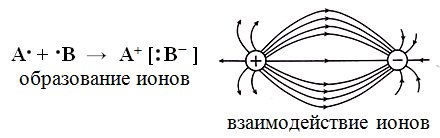 A· + ·B → A⁺ [:B⁻]
образование ионов
+ −
взаимодействие ионов